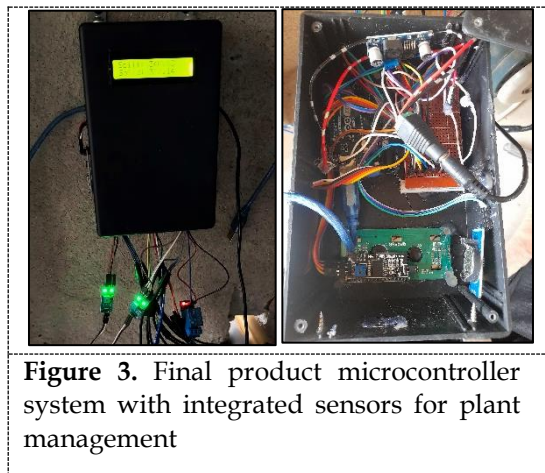 Figure 3. Final product microcontroller
system with integrated sensors for plant
management